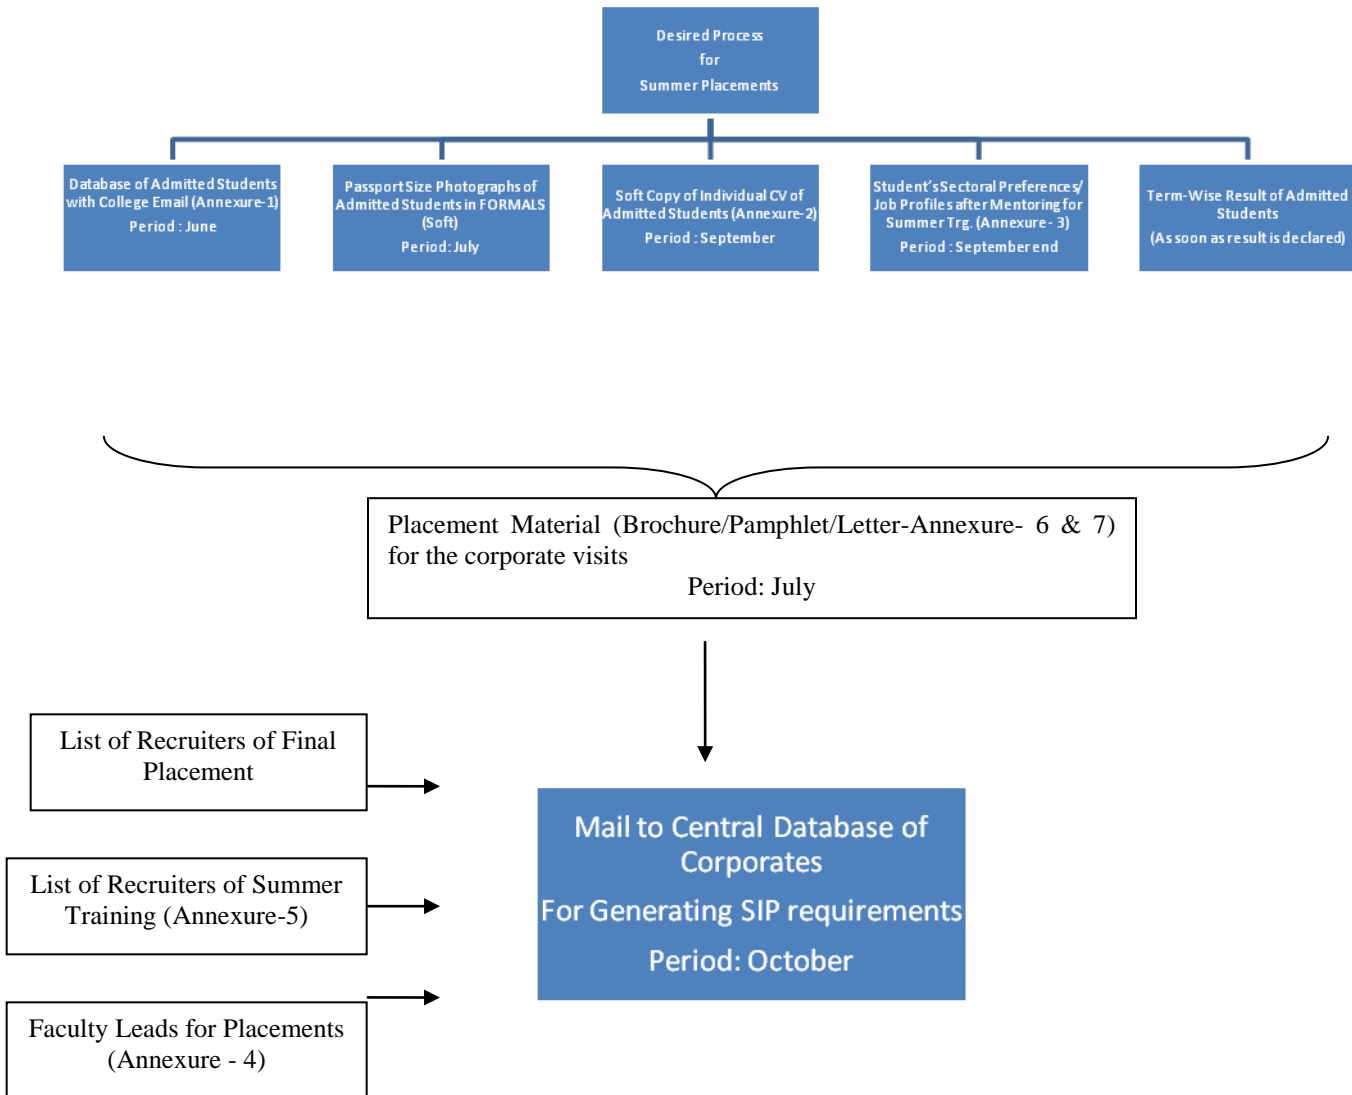 Desired Process
for
Summer Placements
Database of Admitted Students
with College Email (Annexure-1)
Period : June
Passport Size Photographs of
Admitted Students in FORMALS
(Soft)
Period: July
Soft Copy of Individual CV of
Admitted Students (Annexure-2)
Period : September
Student's Sectoral Preferences/
Job Profiles after Mentoring for
Summer Trg. (Annexure - 3)
Period : September end
Term-Wise Result of Admitted
Students
(As soon as result is declared)
Placement Material (Brochure/Pamphlet/Letter-Annexure- 6 & 7)
for the corporate visits
Period: July
List of Recruiters of Final
Placement
List of Recruiters of Summer
Training (Annexure-5)
Faculty Leads for Placements
(Annexure - 4)
Mail to Central Database of
Corporates
For Generating SIP requirements
Period: October